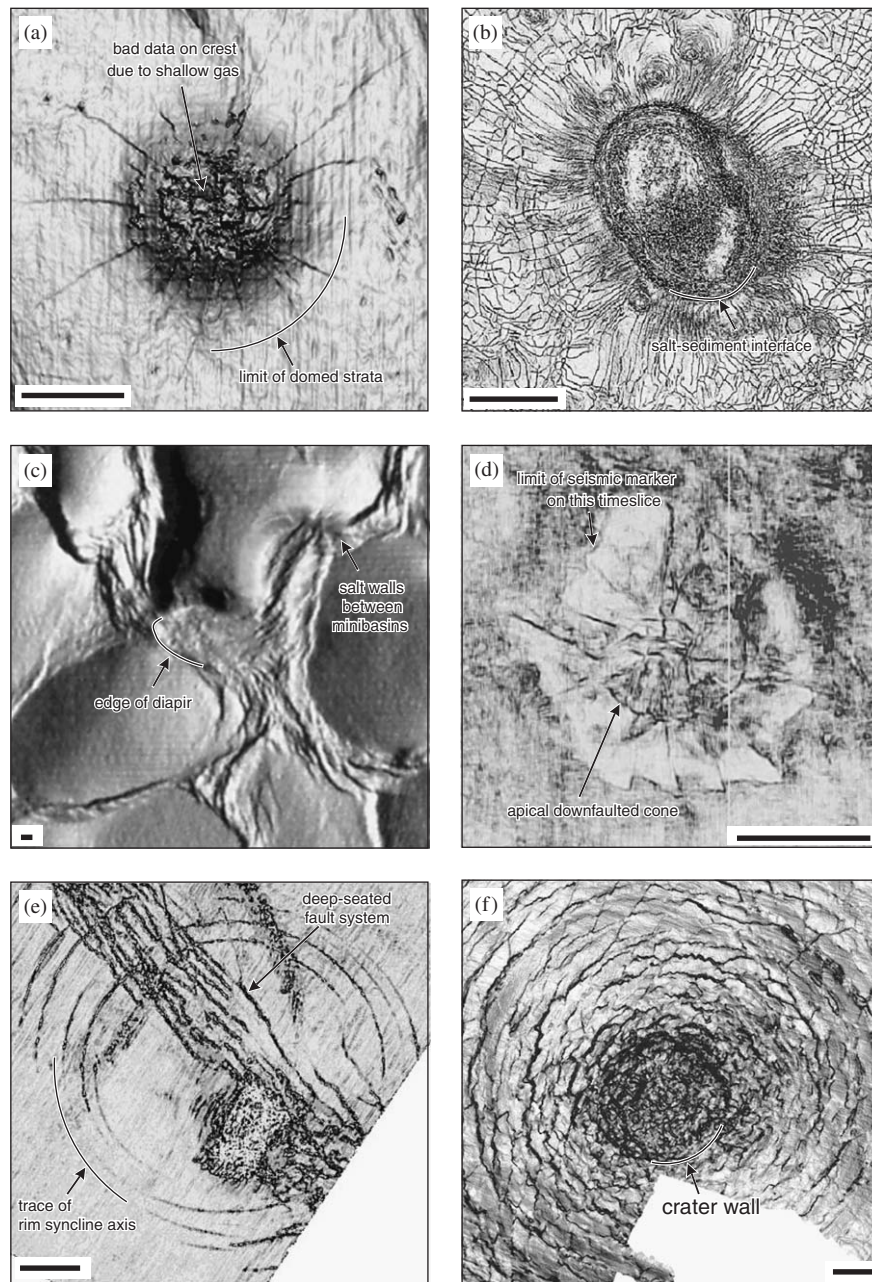 (a)
bad data on crest
due to shallow gas
limit of domed strata
(b)
salt-sediment interface
(c)
salt walls
between
minibasins
edge of diapir
(d)
limit of seismic marker
on this timeslice
apical downfaulted cone
(e)
deep-seated
fault system
trace of
rim syncline axis
(f)
crater wall